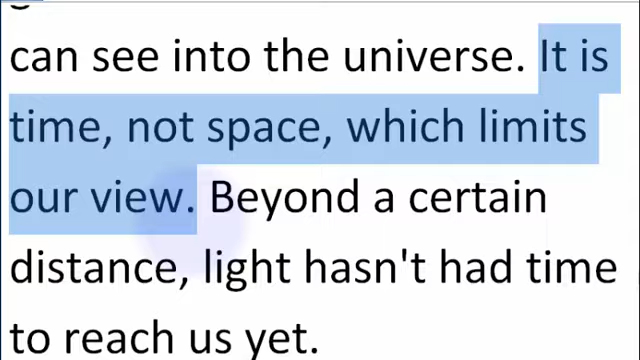 can see into the universe. It is
time, not space, which limits
our view. Beyond a certain
distance, light hasn't had time
to reach us yet.